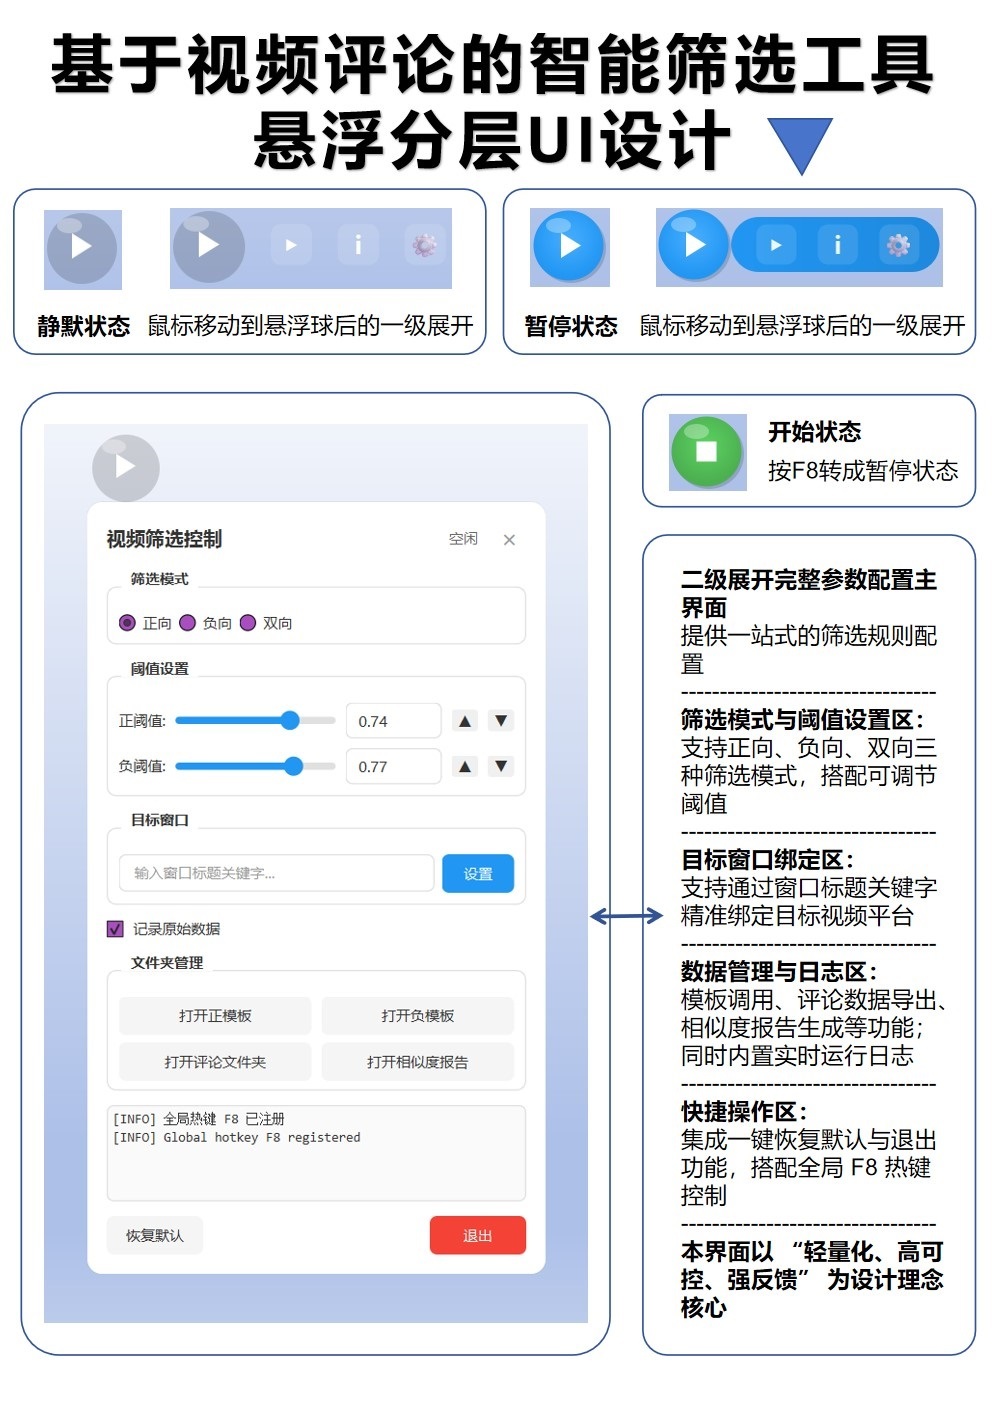 基于视频评论的智能筛选工具
悬浮分层UI设计
静默状态
鼠标移动到悬浮球后的一级展开
暂停状态
鼠标移动到悬浮球后的一级展开
视频筛选控制
空闲
×
筛选模式
正向 负向 双向
阈值设置
正阈值:
0.74
▲ ▼
负阈值:
0.77
▲ ▼
目标窗口
输入窗口标题关键字...
设置
记录原始数据
文件夹管理
打开正模板
打开负模板
打开评论文件夹
打开相似度报告
[INFO] 全局热键 F8 已注册
[INFO] Global hotkey F8 registered
恢复默认
退出
开始状态
按F8转成暂停状态
二级展开完整参数配置主
界面
提供一站式的筛选规则配
置
---------------------------------
筛选模式与阈值设置区：
支持正向、负向、双向三
种筛选模式，搭配可调节
阈值
---------------------------------
目标窗口绑定区：
支持通过窗口标题关键字
精准绑定目标视频平台
---------------------------------
数据管理与日志区：
模板调用、评论数据导出、
相似度报告生成等功能；
同时内置实时运行日志
---------------------------------
快捷操作区：
集成一键恢复默认与退出
功能，搭配全局 F8 热键
控制
---------------------------------
本界面以 “轻量化、高可
控、强反馈” 为设计理念
核心